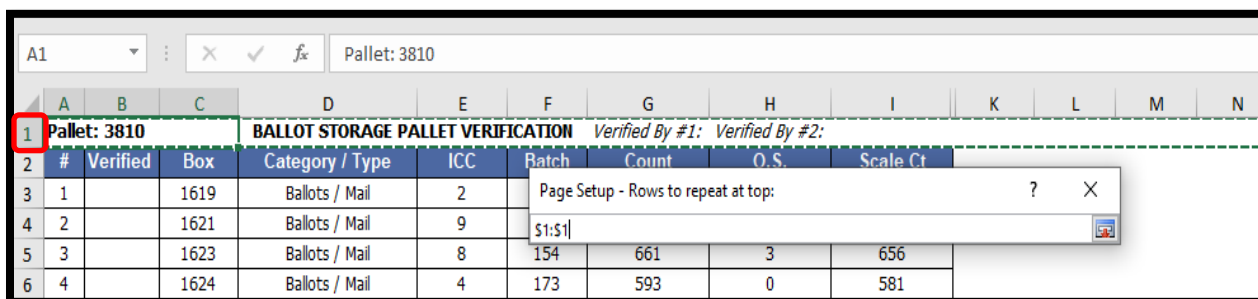 A1 fx Pallet: 3810
A B C D E F G H I K L M N
1 Pallet: 3810 BALLOT STORAGE PALLET VERIFICATION Verified By #1: Verified By #2:
2 # Verified Box Category / Type ICC Batch Count O.S. Scale Ct
3 1 1619 Ballots / Mail 2
Page Setup - Rows to repeat at top: ? X
4 2 1621 Ballots / Mail 9
$1:$1
5 3 1623 Ballots / Mail 8 154 661 3 656
6 4 1624 Ballots / Mail 4 173 593 0 581